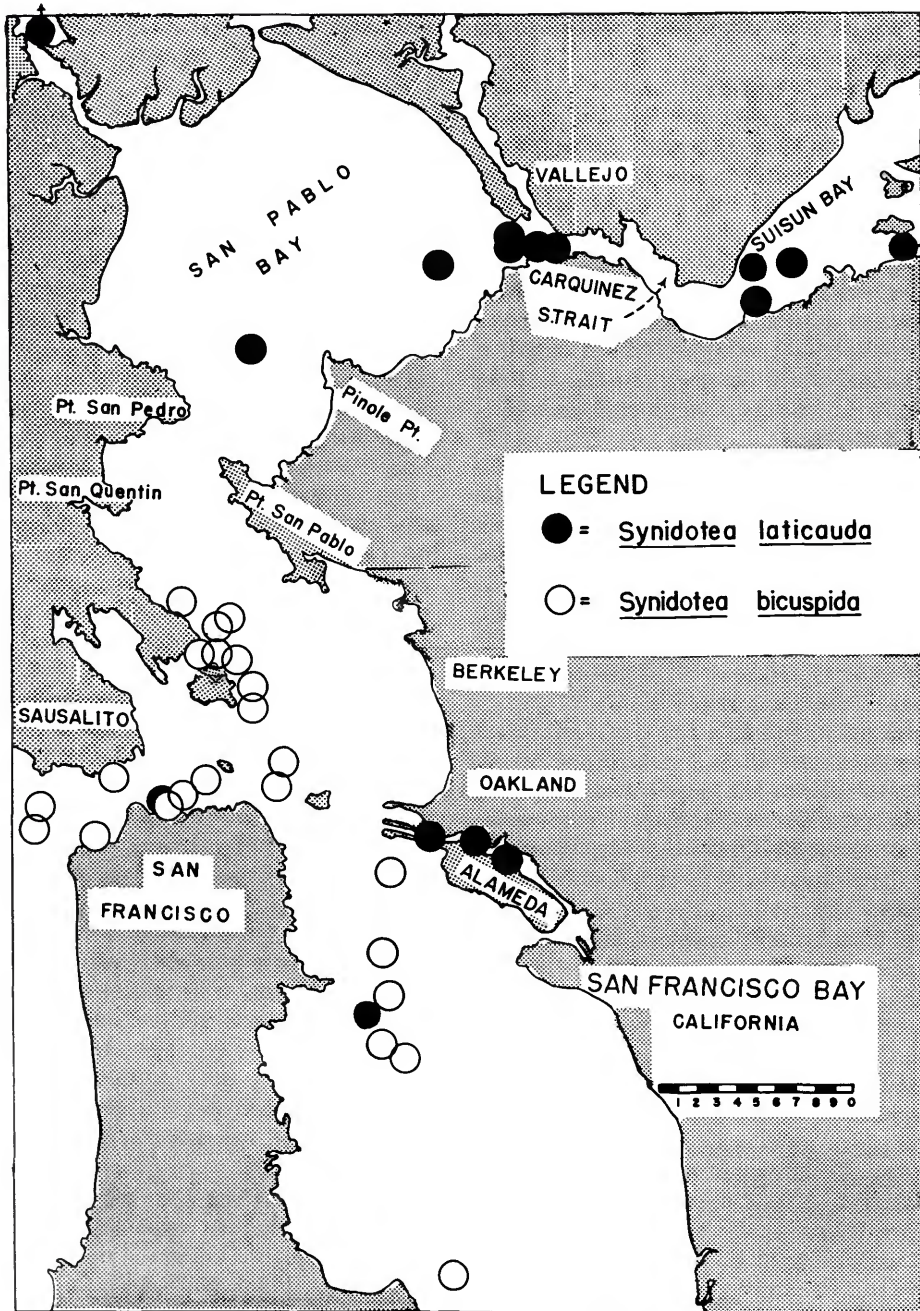 VALLEJO
SAN PABLO
BAY
SUISUN BAY
CARQUINEZ
STRAIT
Pt. San Pedro
Pinole Pt.
Pt. San Quentin
Pt. San Pablo
LEGEND
= Synidotea laticauda
= Synidotea bicuspida
BERKELEY
SAUSALITO
OAKLAND
ALAMEDA
SAN
FRANCISCO
SAN FRANCISCO BAY
CALIFORNIA
1 2 3 4 5 6 7 8 9 0